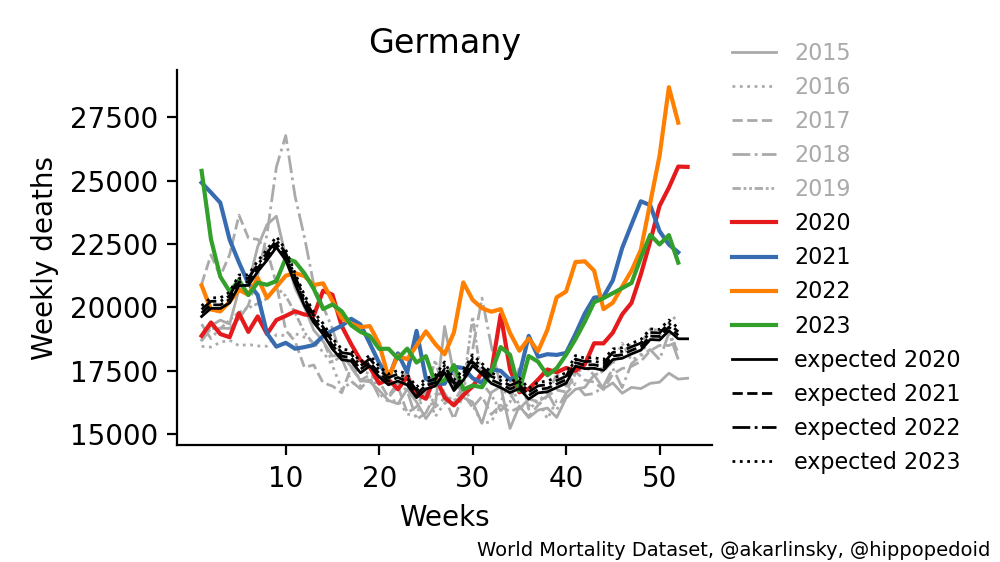 Germany
Weekly deaths
27500
25000
22500
20000
17500
15000
10
20
30
40
50
Weeks
2015
2016
2017
2018
2019
2020
2021
2022
2023
expected 2020
expected 2021
expected 2022
expected 2023
World Mortality Dataset, @akarlinsky, @hippopedoid